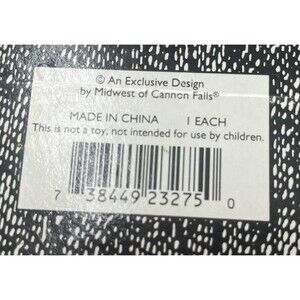 © An Exclusive Design
by Midwest of Cannon Falls®
MADE IN CHINA 1 EACH
This is not a toy, not intended for use by children.
7 38449 23275 0